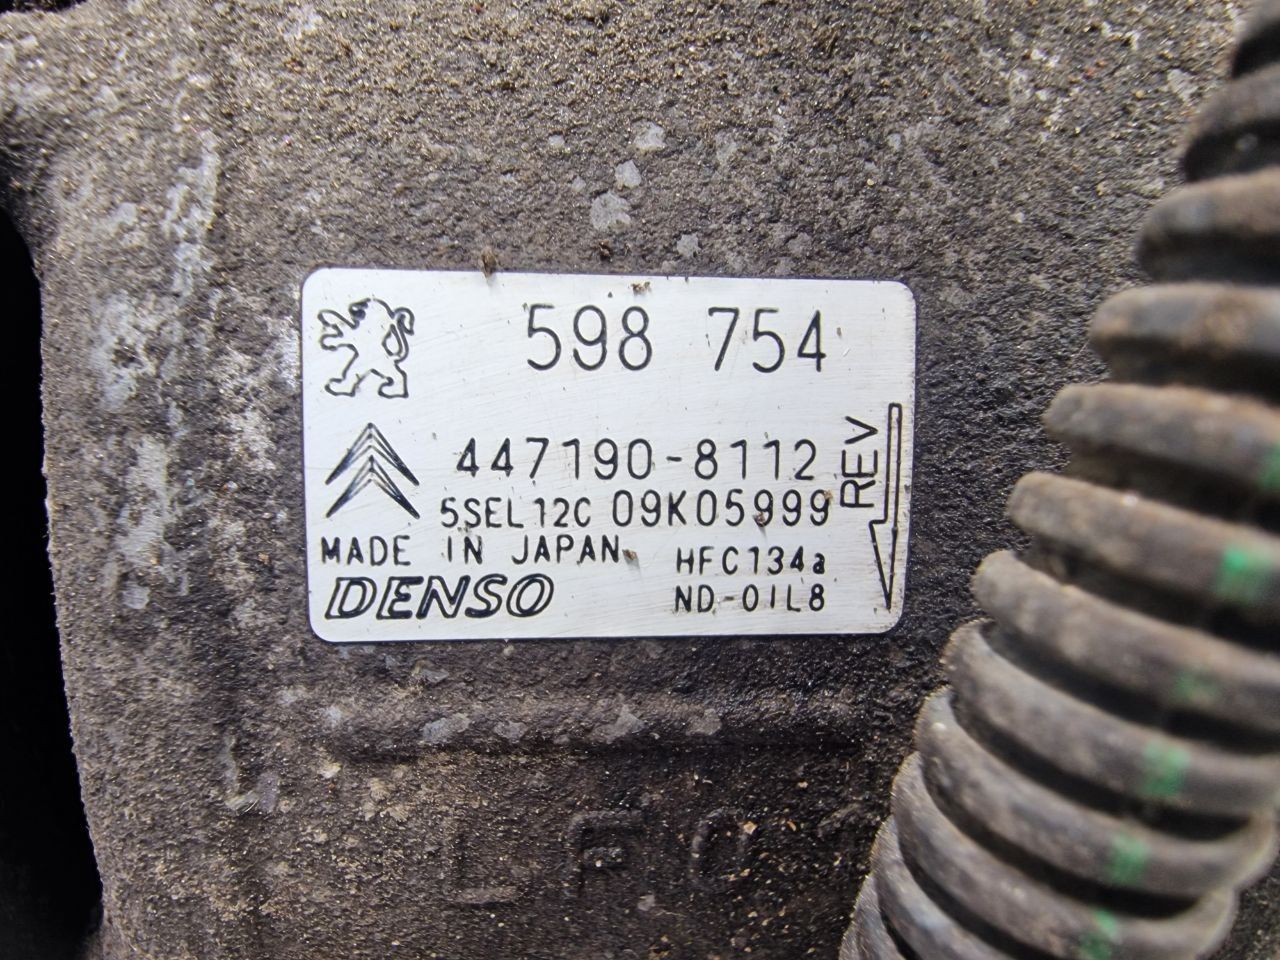 598 754
447190-8112
5SEL12C 09K05999
REV
MADE IN JAPAN
HFC134a
DENSO
ND-OIL8